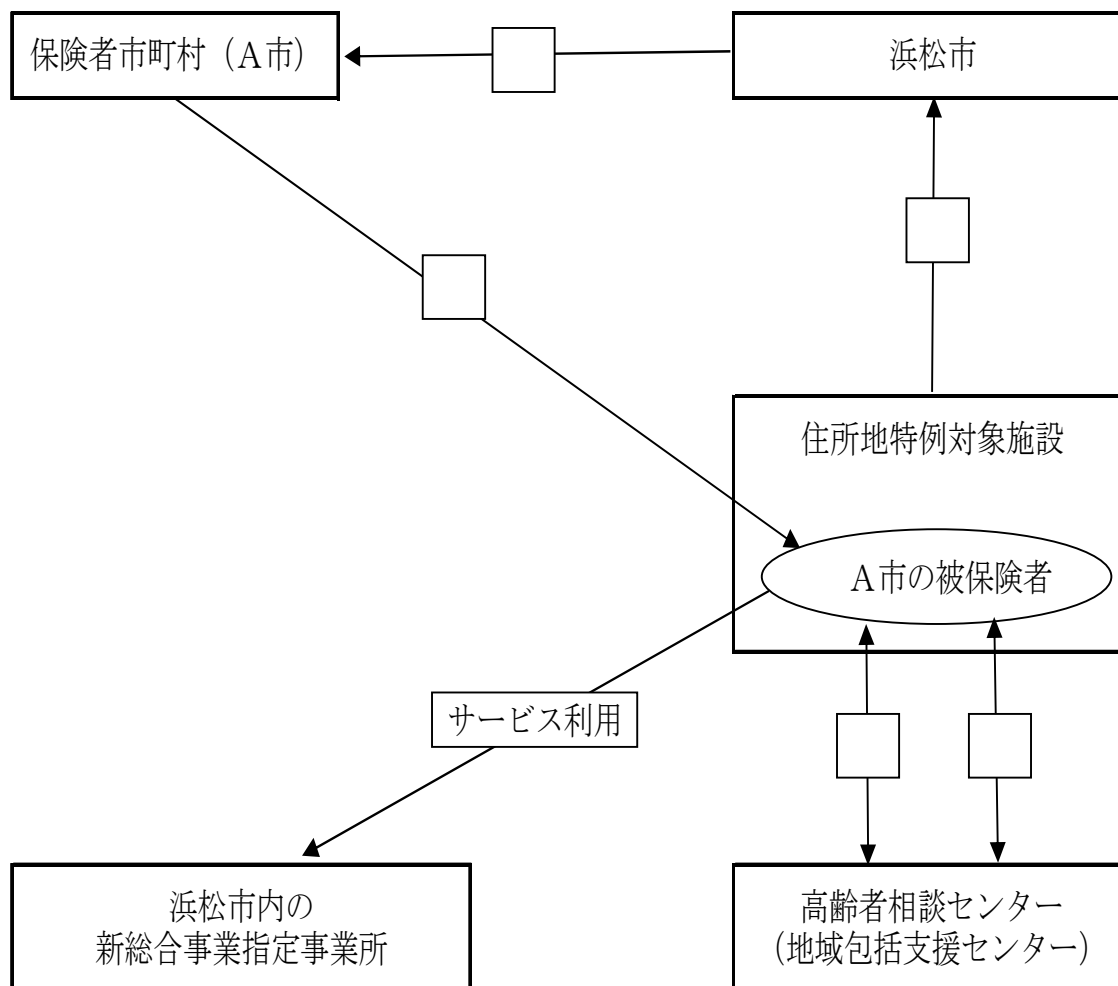 保険者市町村（A市）
浜松市
住所地特例対象施設
A市の被保険者
サービス利用
浜松市内の
新総合事業指定事業所
高齢者相談センター
（地域包括支援センター）